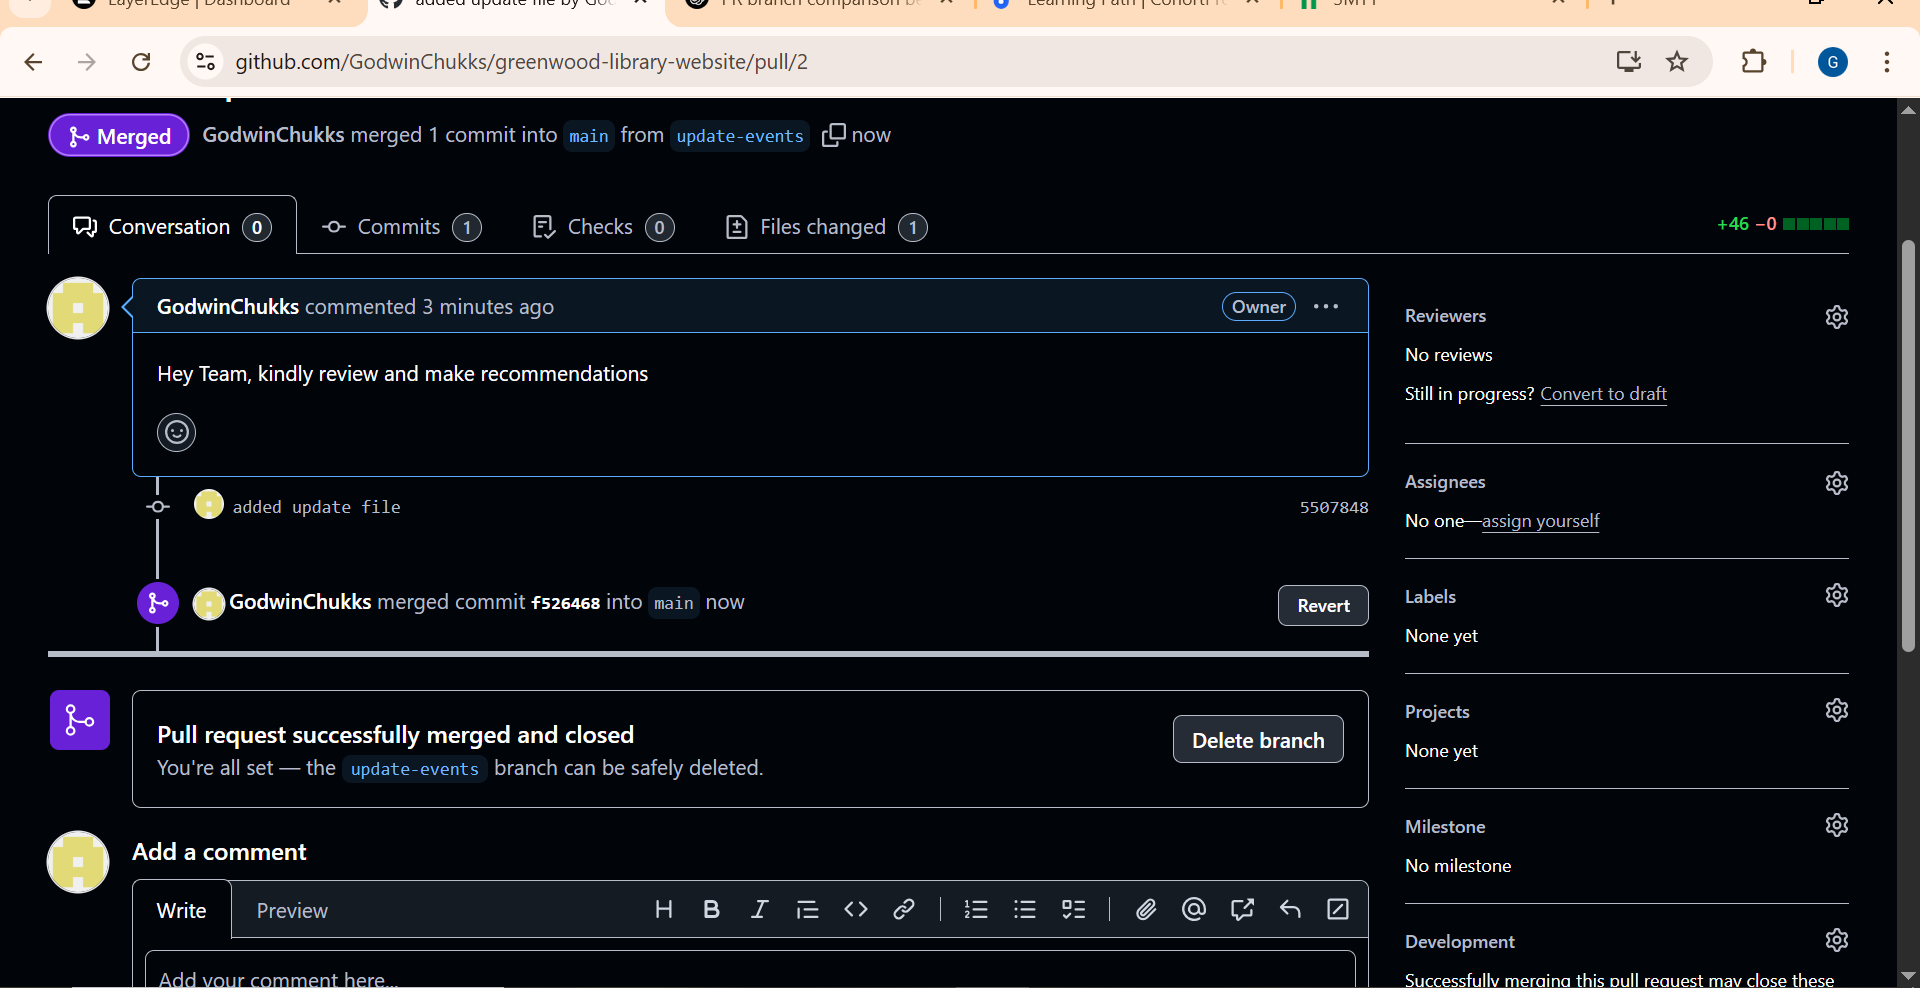 LayerEdge | Dashboard
added update file by God
PR branch comparison be
Learning Path | Cohort
github.com/GodwinChukks/greenwood-library-website/pull/2
G
Merged GodwinChukks merged 1 commit into main from update-events now
Conversation 0 Commits 1 Checks 0 Files changed 1 +46 −0
GodwinChukks commented 3 minutes ago Owner
Hey Team, kindly review and make recommendations
added update file 5507848
GodwinChukks merged commit f526468 into main now Revert
Pull request successfully merged and closed
You're all set — the update-events branch can be safely deleted.
Delete branch
Add a comment
Write Preview
Add your comment here...
Reviewers
No reviews
Still in progress? Convert to draft
Assignees
No one—assign yourself
Labels
None yet
Projects
None yet
Milestone
No milestone
Development
Successfully merging this pull request may close these